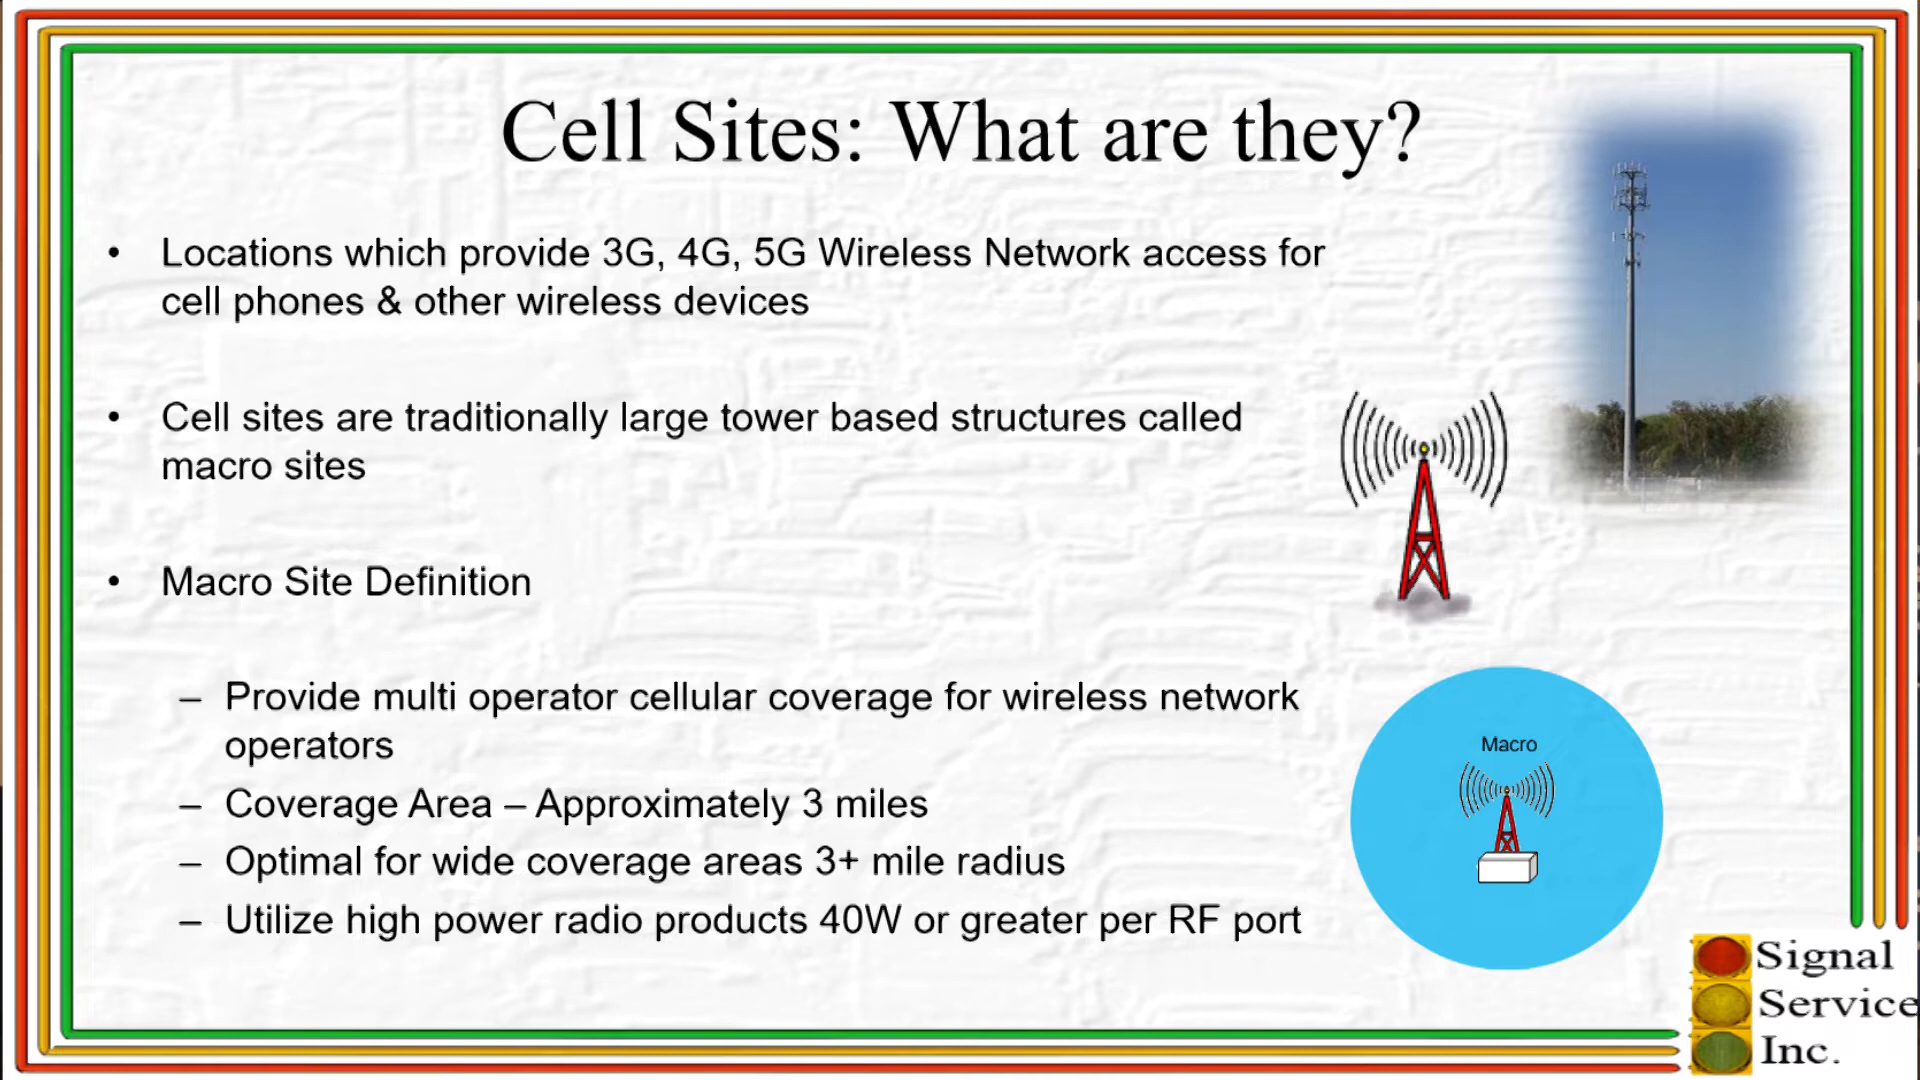 Cell Sites: What are they?
• Locations which provide 3G, 4G, 5G Wireless Network access for
cell phones & other wireless devices
• Cell sites are traditionally large tower based structures called
macro sites
• Macro Site Definition
– Provide multi operator cellular coverage for wireless network
operators
– Coverage Area – Approximately 3 miles
– Optimal for wide coverage areas 3+ mile radius
– Utilize high power radio products 40W or greater per RF port
Macro
Signal
Service
Inc.